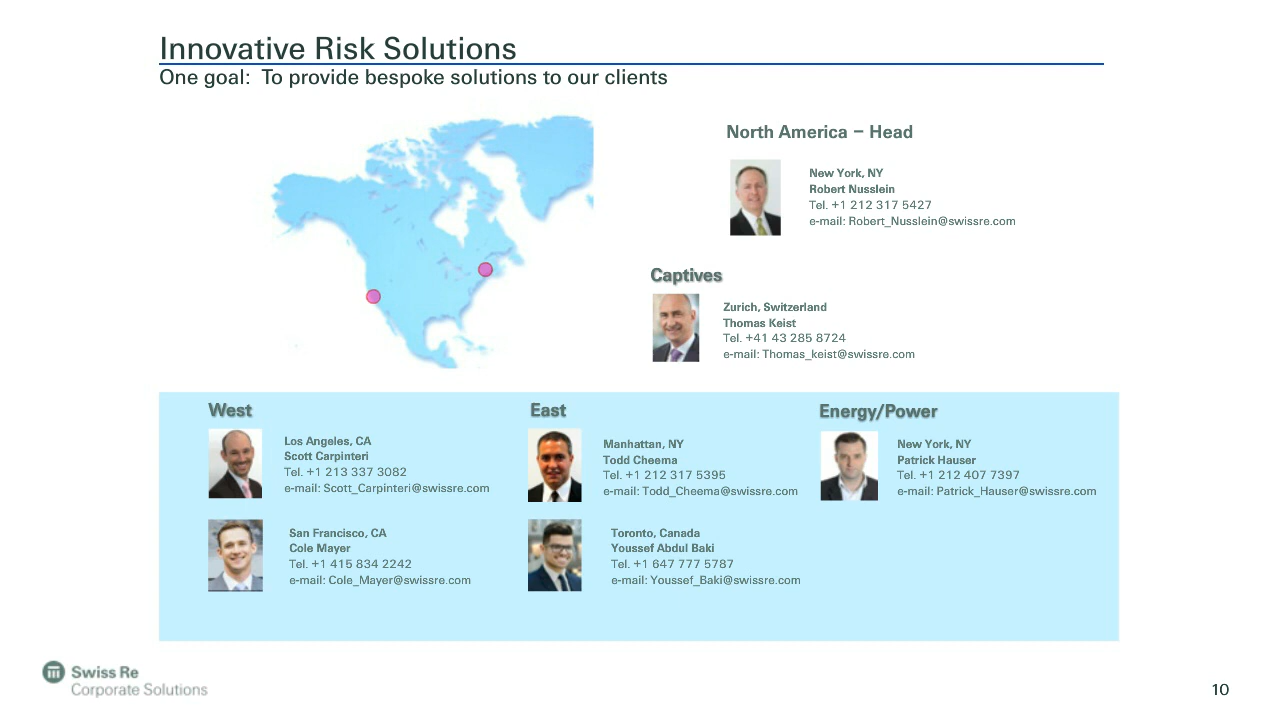 Innovative Risk Solutions
One goal:  To provide bespoke solutions to our clients
North America – Head
New York, NY
Robert Nusslein
Tel. +1 212 317 5427
e-mail: Robert_Nusslein@swissre.com
Captives
Zurich, Switzerland
Thomas Keist
Tel. +41 43 285 8724
e-mail: Thomas_keist@swissre.com
West
Los Angeles, CA
Scott Carpinteri
Tel. +1 213 337 3082
e-mail: Scott_Carpinteri@swissre.com
San Francisco, CA
Cole Mayer
Tel. +1 415 834 2242
e-mail: Cole_Mayer@swissre.com
East
Manhattan, NY
Todd Cheema
Tel. +1 212 317 5395
e-mail: Todd_Cheema@swissre.com
Toronto, Canada
Youssef Abdul Baki
Tel. +1 647 777 5787
e-mail: Youssef_Baki@swissre.com
Energy/Power
New York, NY
Patrick Hauser
Tel. +1 212 407 7397
e-mail: Patrick_Hauser@swissre.com
Swiss Re
Corporate Solutions
10